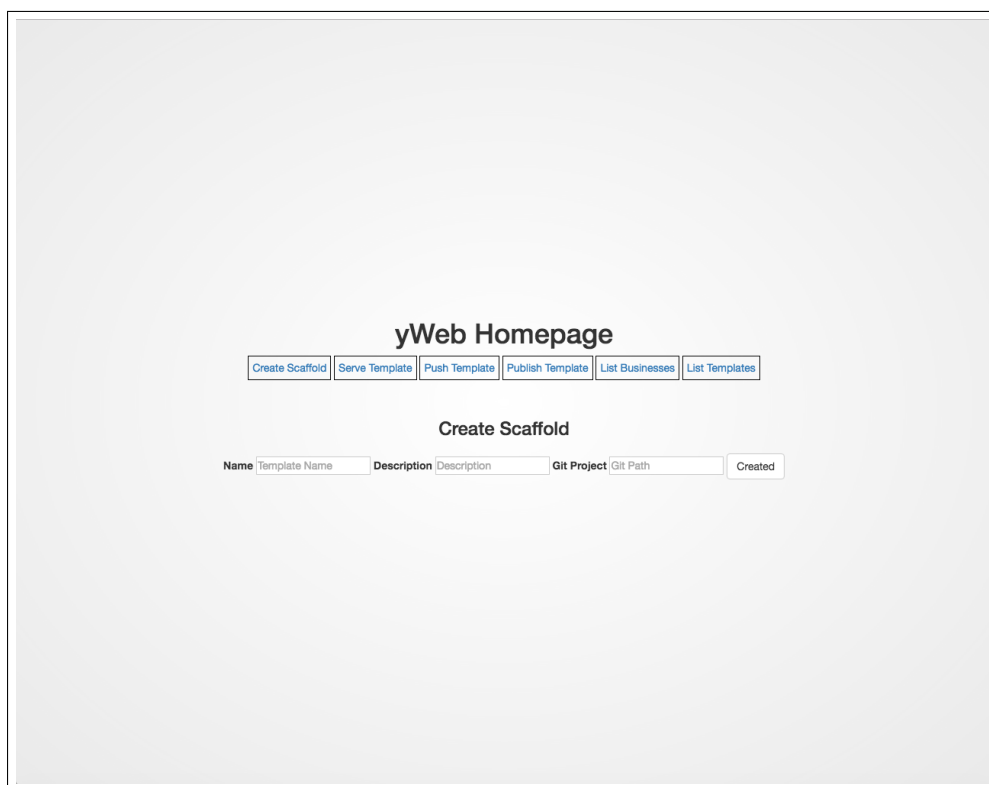 yWeb Homepage
Create Scaffold Serve Template Push Template Publish Template List Businesses List Templates
Create Scaffold
Name Template Name Description Description Git Project Git Path Created